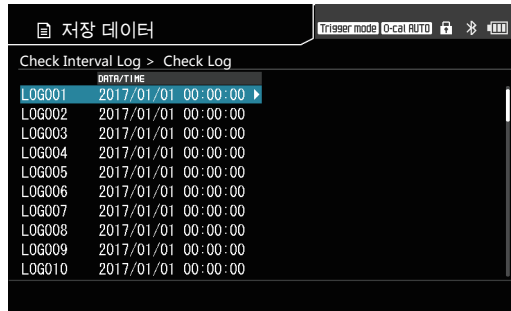 저장 데이터
Trigger mode 0-cal AUTO
Check Interval Log > Check Log
DATA/TIME
LOG001 2017/01/01 00:00:00
LOG002 2017/01/01 00:00:00
LOG003 2017/01/01 00:00:00
LOG004 2017/01/01 00:00:00
LOG005 2017/01/01 00:00:00
LOG006 2017/01/01 00:00:00
LOG007 2017/01/01 00:00:00
LOG008 2017/01/01 00:00:00
LOG009 2017/01/01 00:00:00
LOG010 2017/01/01 00:00:00